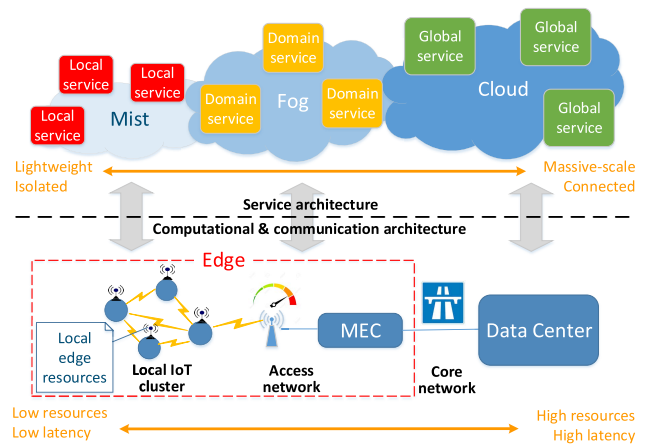 Local
service
Local
service
Local
service
Mist
Domain
service
Domain
service
Domain
service
Fog
Global
service
Global
service
Global
service
Cloud
Lightweight
Isolated
Massive-scale
Connected
Service architecture
Computational & communication architecture
Edge
Local
edge
resources
Local IoT
cluster
Access
network
MEC
Core
network
Data Center
Low resources
Low latency
High resources
High latency